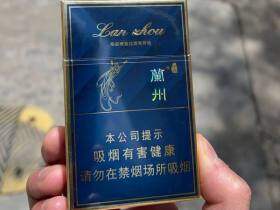 Lan zhou
蘭州
本公司提示
吸烟有害健康
请勿在禁烟场所吸烟